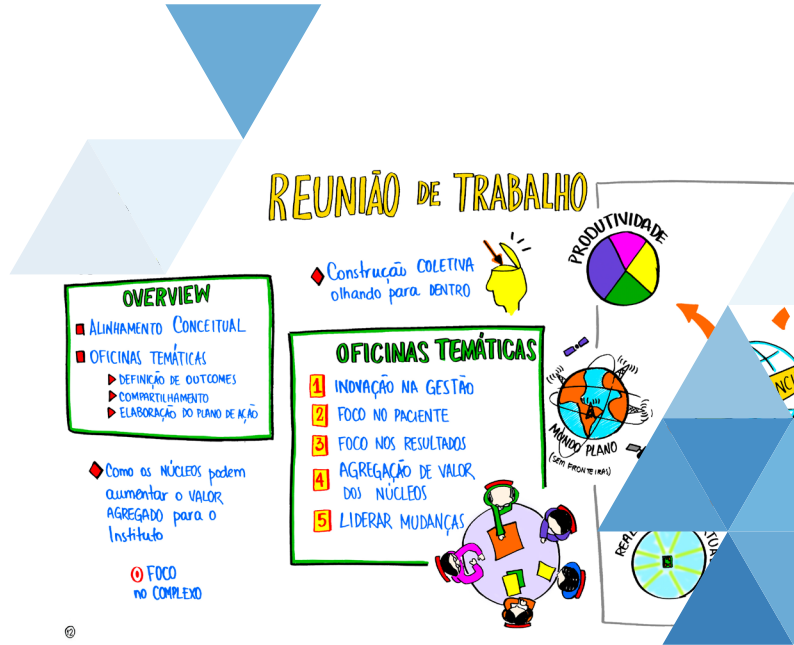 REUNIÃO DE TRABALHO
Construção COLETIVA
olhando para DENTRO
OVERVIEW
ALINHAMENTO CONCEITUAL
OFICINAS TEMÁTICAS
DEFINIÇÃO DE OUTCOMES
COMPARTILHAMENTO
ELABORAÇÃO DO PLANO DE AÇÃO
Como os NÚCLEOS podem
aumentar o VALOR
AGREGADO para o
Instituto
FOCO
no COMPLEXO
OFICINAS TEMÁTICAS
1 INOVAÇÃO NA GESTÃO
2 FOCO NO PACIENTE
3 FOCO NOS RESULTADOS
4 AGREGAÇÃO DE VALOR
DOS NÚCLEOS
5 LIDERAR MUDANÇAS
PRODUTIVIDADE
MUNDO PLANO
(SEM FRONTEIRAS)
12